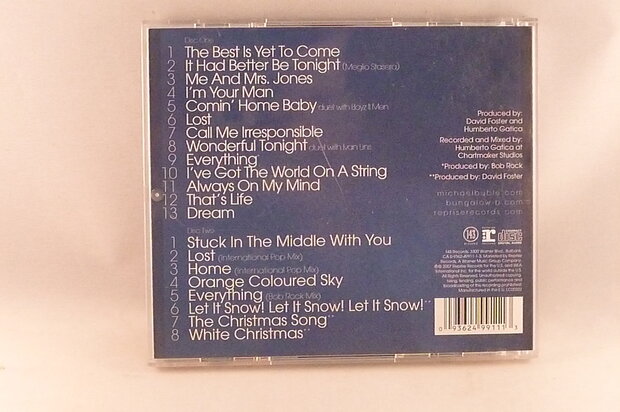 Disc One
1 The Best Is Yet To Come
2 It Had Better Be Tonight (Meglio Stasera)
3 Me And Mrs. Jones
4 I'm Your Man
5 Comin' Home Baby duet with Boyz II Men
6 Lost
7 Call Me Irresponsible
8 Wonderful Tonight duet with Ivan Lins
9 Everything*
10 I've Got The World On A String
11 Always On My Mind
12 That's Life
13 Dream
Disc Two
1 Stuck In The Middle With You
2 Lost (International Pop Mix)
3 Home (International Pop Mix)
4 Orange Coloured Sky
5 Everything (Bob Rock Mix)
6 Let It Snow! Let It Snow! Let It Snow!**
7 The Christmas Song**
8 White Christmas**
Produced by:
David Foster and
Humberto Gatica
Recorded and Mixed by:
Humberto Gatica at
Chartmaker Studios
*Produced by: Bob Rock
**Produced by: David Foster
michaelbuble.com
bungalow-b.com
repriserecords.com
143
disc
0 93624 99111 3